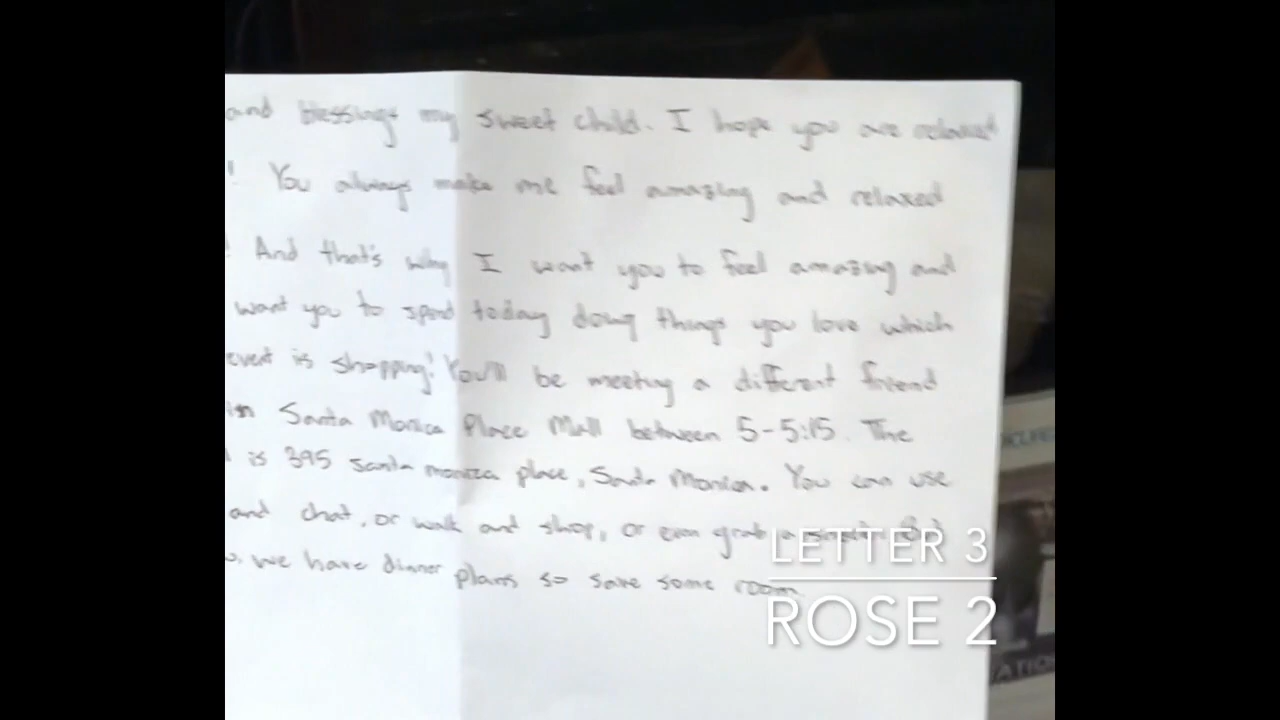 and blessings my sweet child. I hope you are relaxed
! You always make me feel amazing and relaxed
! And that's why I want you to feel amazing and
want you to spend today doing things you love which
event is shopping! You'll be meeting a different friend
in Santa Monica Place Mall between 5-5:15. The
is 395 santa monica place, Santa Monica. You can use
and chat, or walk and shop, or even grab a But
we have dinner plans so save some room
LETTER 3
ROSE 2